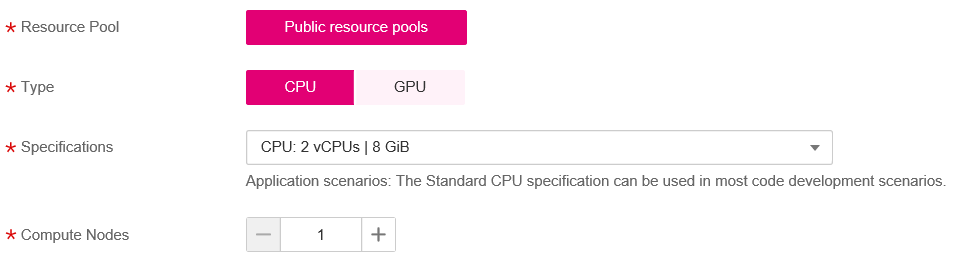 * Resource Pool Public resource pools
* Type CPU GPU
* Specifications CPU: 2 vCPUs | 8 GiB
Application scenarios: The Standard CPU specification can be used in most code development scenarios.
* Compute Nodes — 1 +